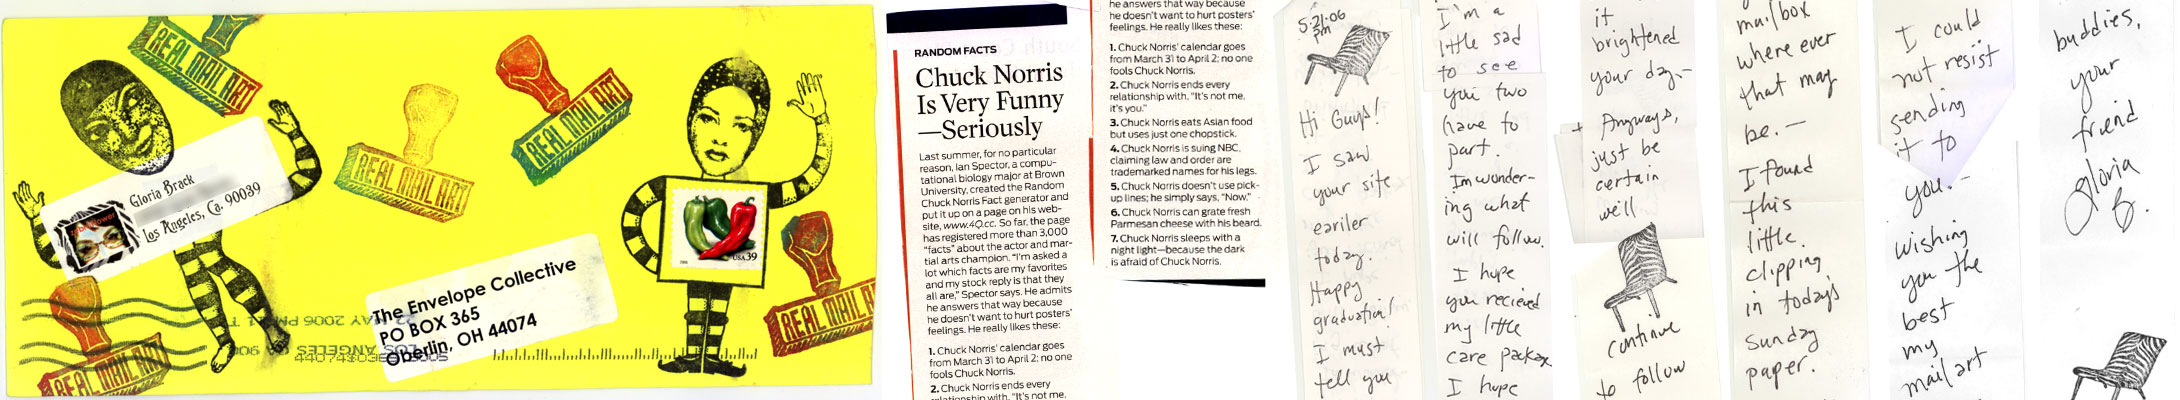 REAL MAIL ART
REAL MAIL ART
REAL MAIL ART
Gloria Brack
Los Angeles, Ca. 90039
USA 39
The Envelope Collective
PO BOX 365
Oberlin, OH 44074
REAL MAIL ART
REAL MAIL ART
MAY 2006 PM
LOS ANGELES CA
RANDOM FACTS
Chuck Norris
Is Very Funny
—Seriously
Last summer, for no particular
reason, Ian Spector, a compu-
tational biology major at Brown
University, created the Random
Chuck Norris Fact generator and
put it up on a page on his web-
site, www.4Q.cc. So far, the page
has registered more than 3,000
"facts" about the actor and mar-
tial arts champion. "I'm asked a
lot which facts are my favorites
and my stock reply is that they
all are," Spector says. He admits
he answers that way because
he doesn't want to hurt posters'
feelings. He really likes these:
1. Chuck Norris' calendar goes
from March 31 to April 2; no one
fools Chuck Norris.
2. Chuck Norris ends every
relationship with, "It's not me,
he answers that way because
he doesn't want to hurt posters'
feelings. He really likes these:
1. Chuck Norris' calendar goes
from March 31 to April 2; no one
fools Chuck Norris.
2. Chuck Norris ends every
relationship with, "It's not me,
it's you."
3. Chuck Norris eats Asian food
but uses just one chopstick.
4. Chuck Norris is suing NBC,
claiming law and order are
trademarked names for his legs.
5. Chuck Norris doesn't use pick-
up lines; he simply says, "Now."
6. Chuck Norris can grate fresh
Parmesan cheese with his beard.
7. Chuck Norris sleeps with a
night light—because the dark
is afraid of Chuck Norris.
5·21·06
pm
Hi Guys!
I saw
your site
eariler
today.
Happy
graduation!
I must
tell you
I'm a
little sad
to see
you two
have to
part.
Im wonder-
ing what
will follow.
I hope
you recieved
my little
care packag
I hope
it
brightened
your day—
Anyways,
just be
certain
we'll
continue
to follow
mailbox
where ever
that may
be.—
I found
this
little
clipping
in today's
Sunday
paper.
I could
not resist
sending
it to
you.—
wishing
you the
best
my
mail art
buddies,
your
friend
Gloria
B.